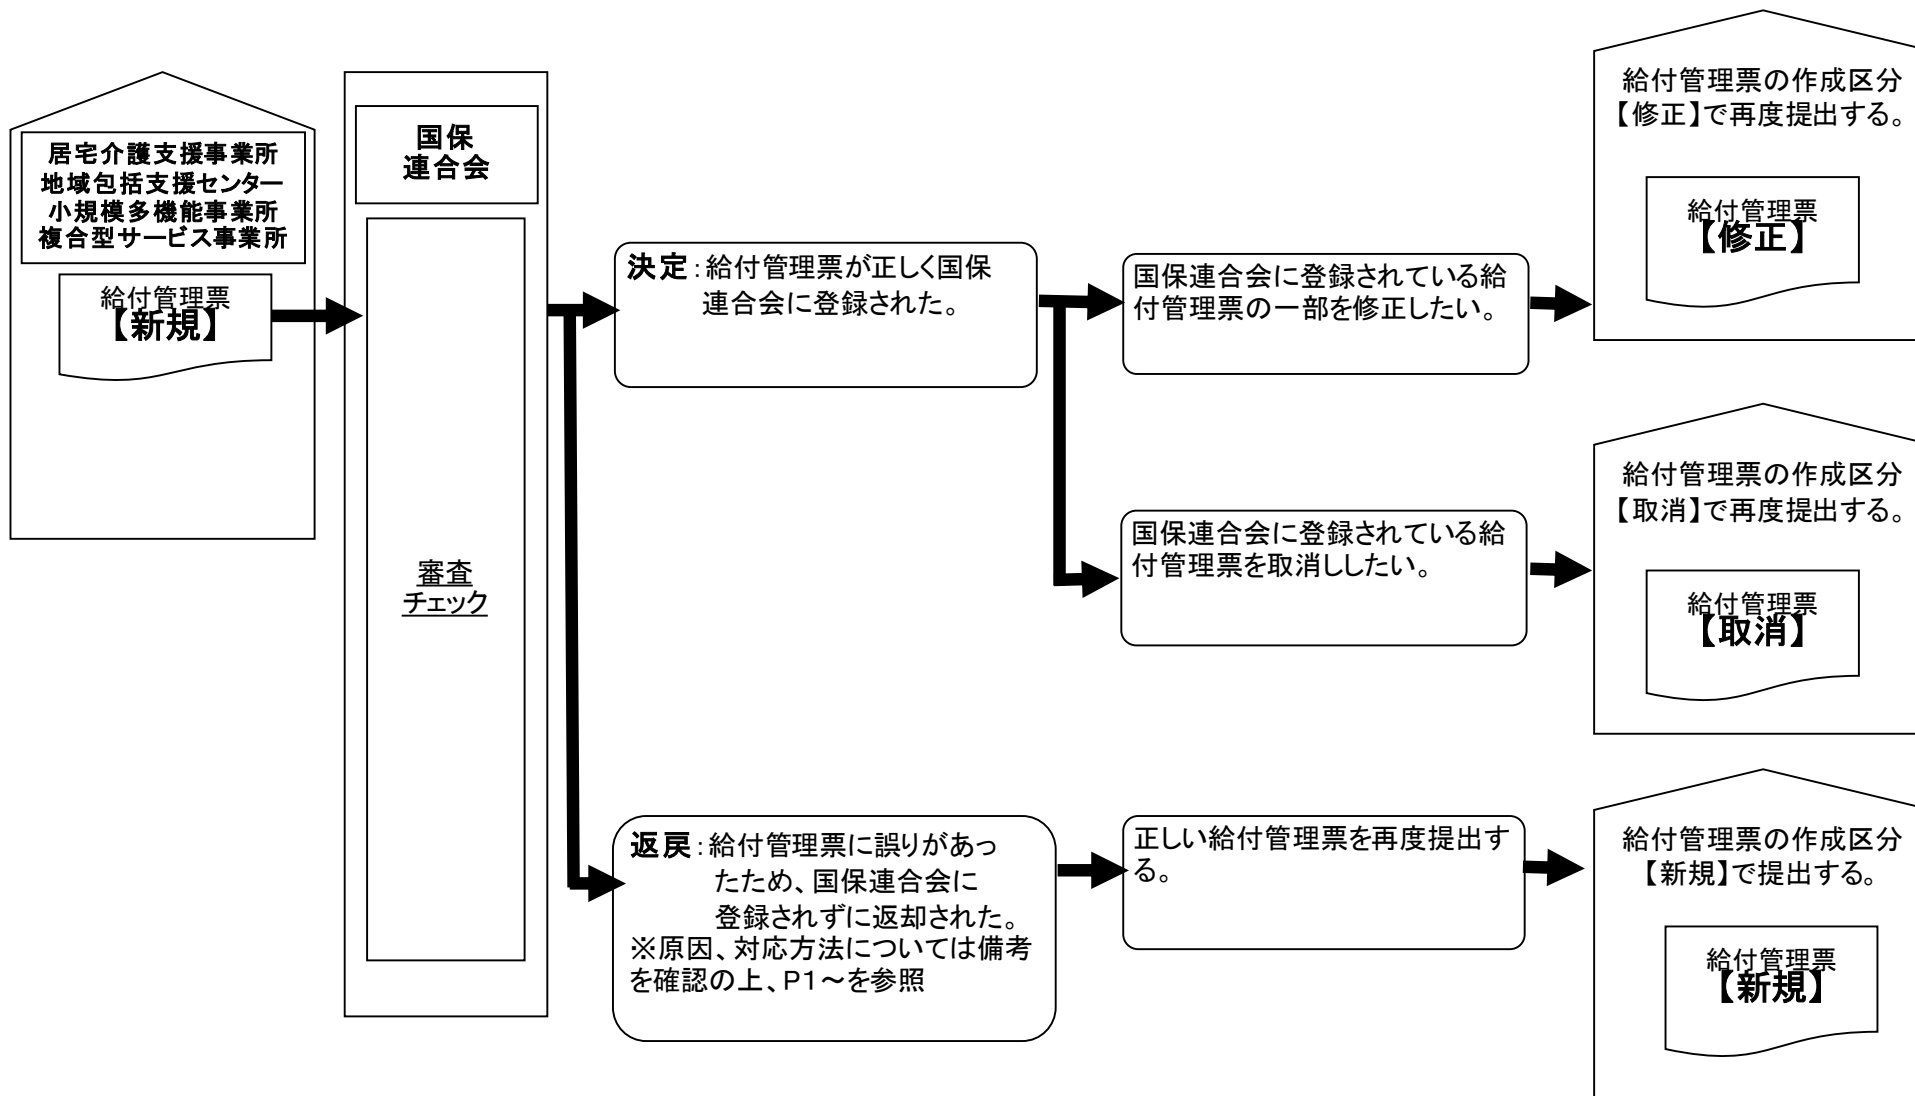 居宅介護支援事業所
地域包括支援センター
小規模多機能事業所
複合型サービス事業所
給付管理票
【新規】
国保
連合会
審査
チェック
決定：給付管理票が正しく国保
連合会に登録された。
国保連合会に登録されている給
付管理票の一部を修正したい。
給付管理票の作成区分
【修正】で再度提出する。
給付管理票
【修正】
国保連合会に登録されている給
付管理票を取消ししたい。
給付管理票の作成区分
【取消】で再度提出する。
給付管理票
【取消】
返戻：給付管理票に誤りがあっ
たため、国保連合会に
登録されずに返却された。
※原因、対応方法については備考
を確認の上、P1～を参照
正しい給付管理票を再度提出す
る。
給付管理票の作成区分
【新規】で提出する。
給付管理票
【新規】